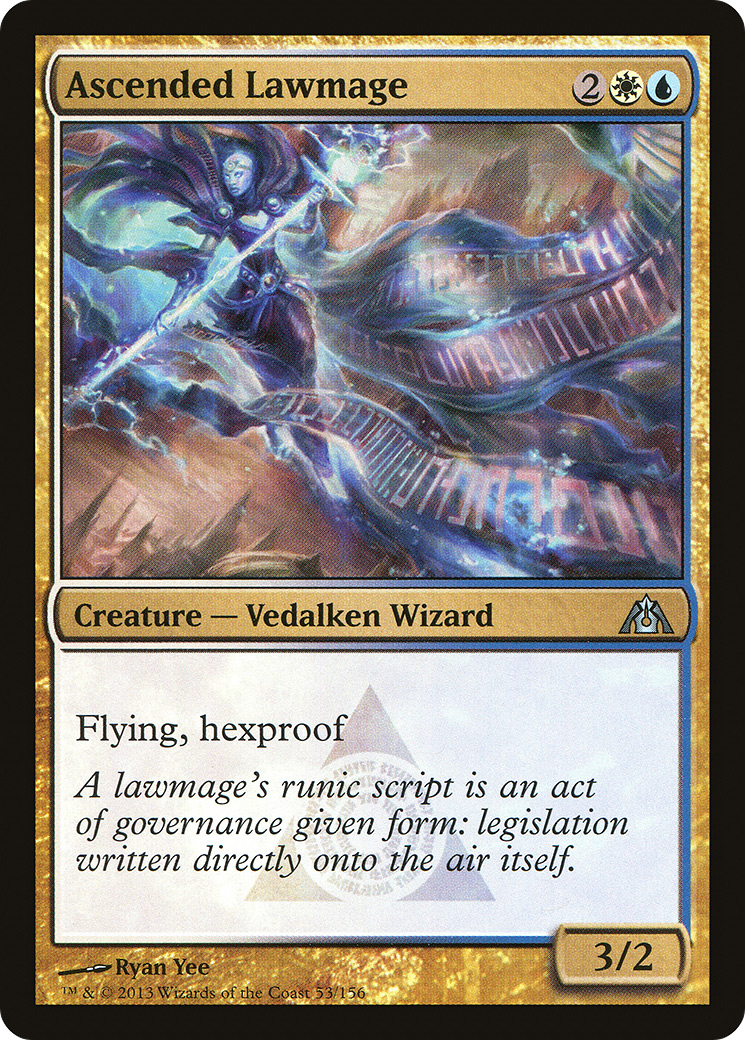 Ascended Lawmage 2
Creature — Vedalken Wizard
Flying, hexproof
A lawmage's runic script is an act
of governance given form: legislation
written directly onto the air itself.
3/2
Ryan Yee
™ & © 2013 Wizards of the Coast 53/156